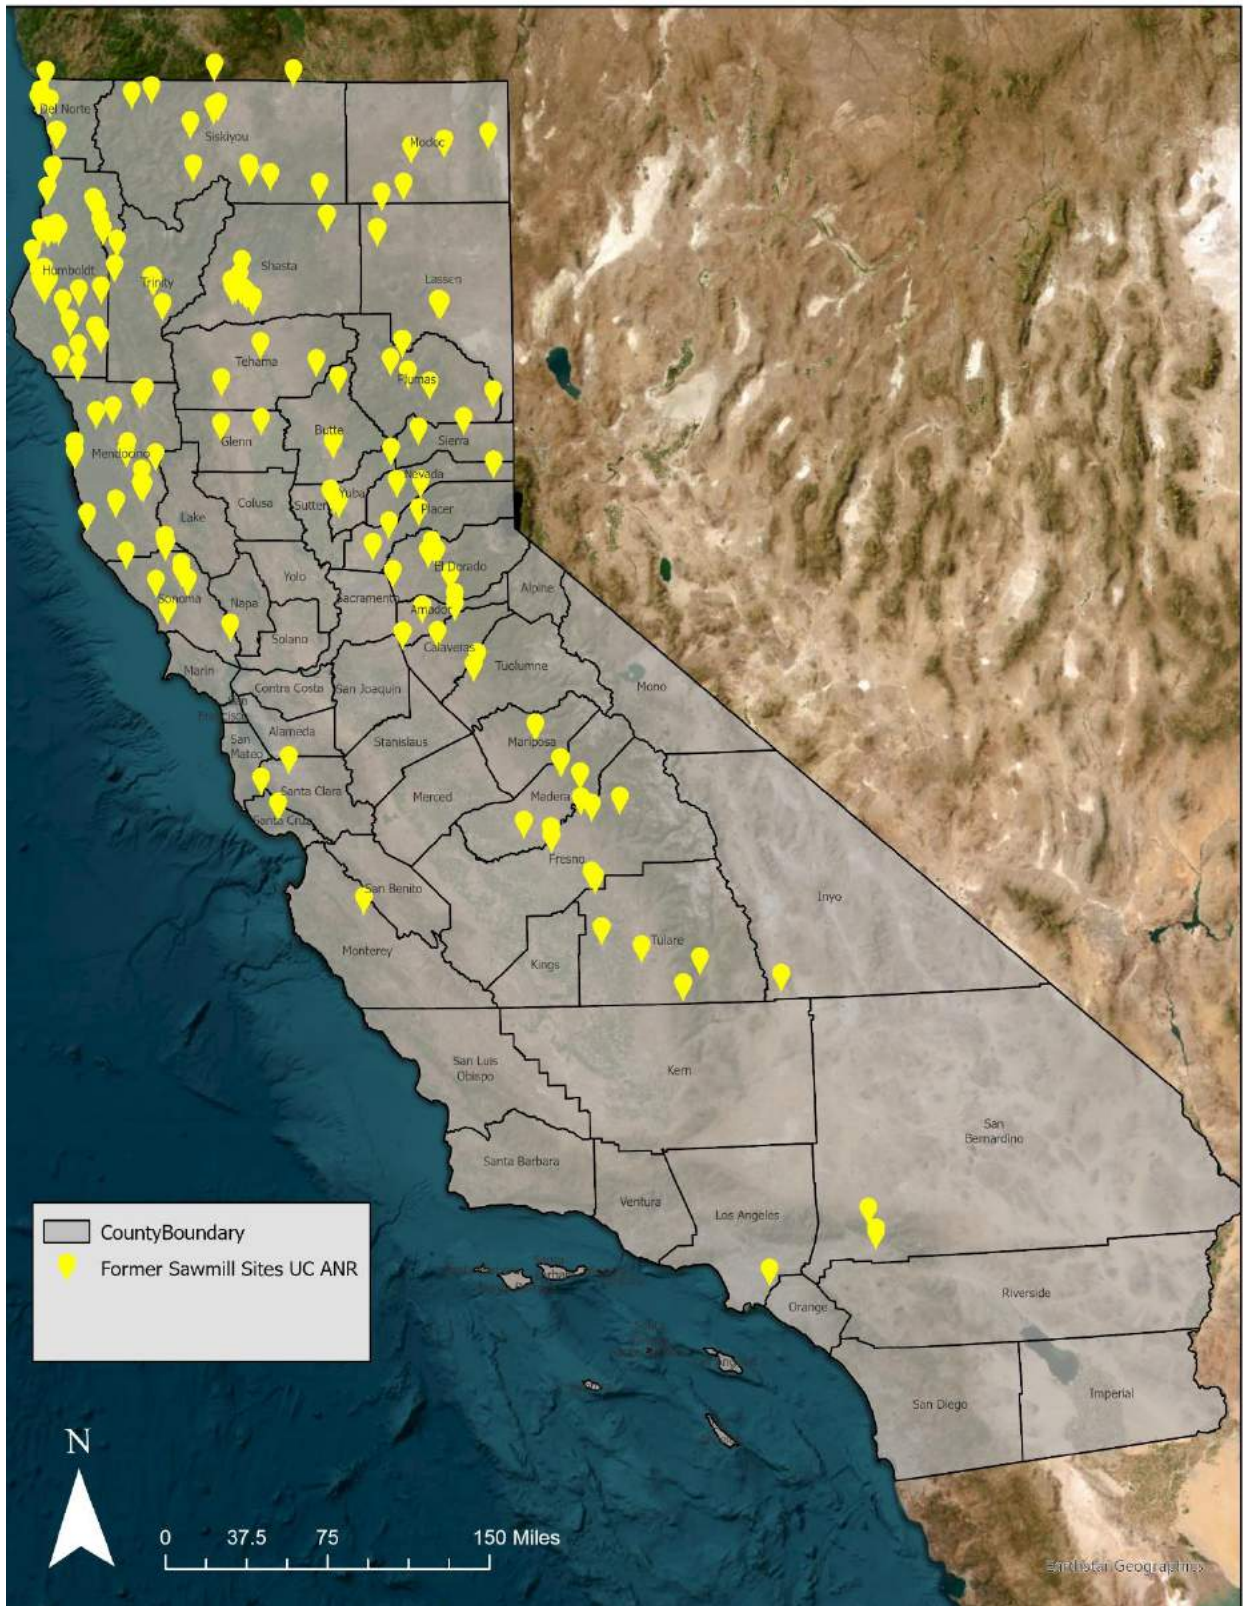 Del Norte
Siskiyou
Modoc
Humboldt
Trinity
Shasta
Lassen
Tehama
Plumas
Glenn
Butte
Sierra
Mendocino
Nevada
Colusa
Sutter
Yuba
Placer
Lake
Yolo
El Dorado
Alpine
Sonoma
Napa
Sacramento
Amador
Solano
Calaveras
Marin
Tuolumne
Mono
Contra Costa
San Joaquin
Alameda
San
Mateo
Stanislaus
Mariposa
Santa Clara
Merced
Madera
Santa Cruz
Fresno
San Benito
Inyo
Monterey
Kings
Tulare
San Luis
Obispo
Kern
San
Bernardino
Santa Barbara
Ventura
Los Angeles
Orange
Riverside
San Diego
Imperial
CountyBoundary
Former Sawmill Sites UC ANR
N
0 37.5 75 150 Miles
Earthstar Geographics